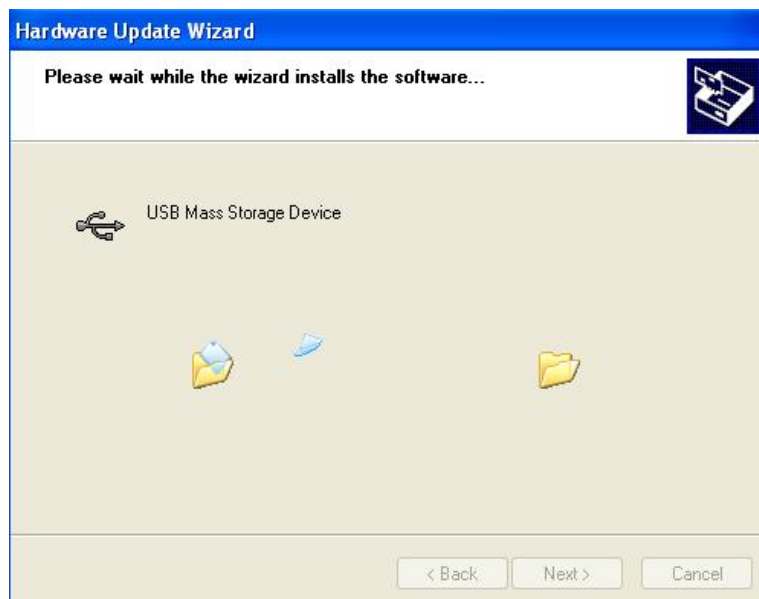 Hardware Update Wizard
Please wait while the wizard installs the software...
USB Mass Storage Device
< Back
Next >
Cancel